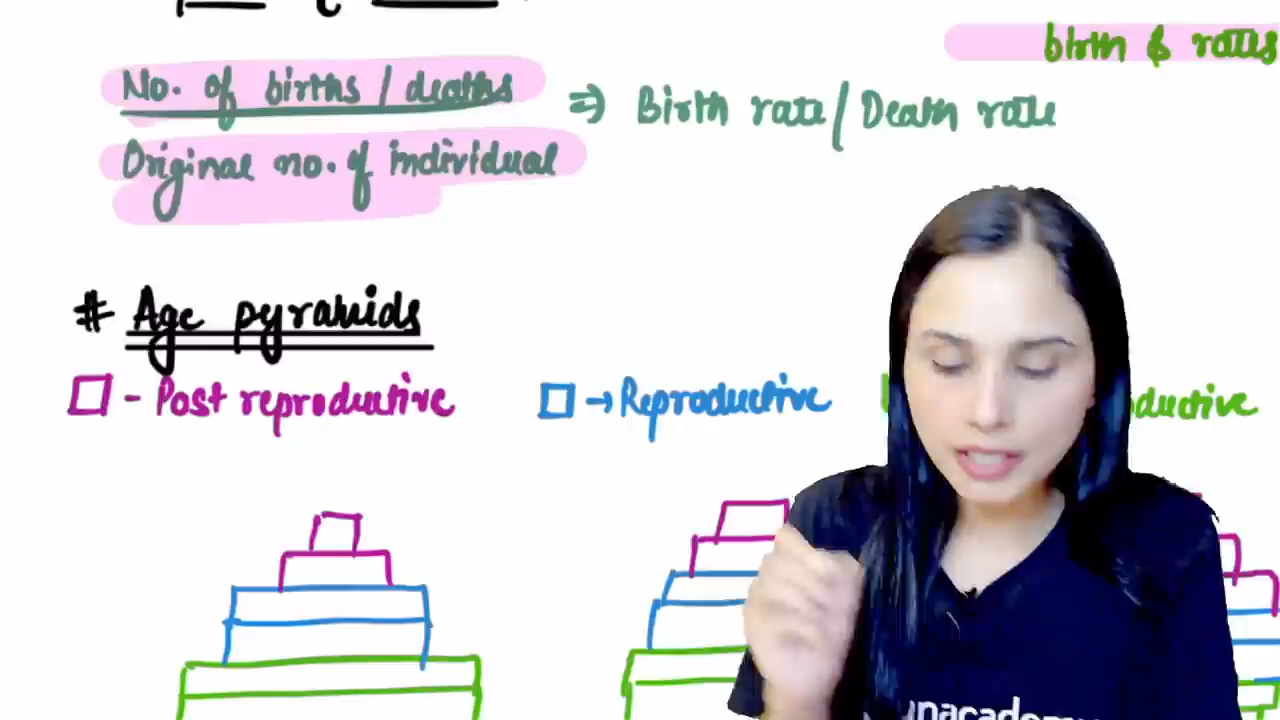 birth & rates
No. of births / deaths
Original no. of individual
⇒ Birth rate/Death rate
# Age pyramids
- Post reproductive
→ Reproductive
unacademy